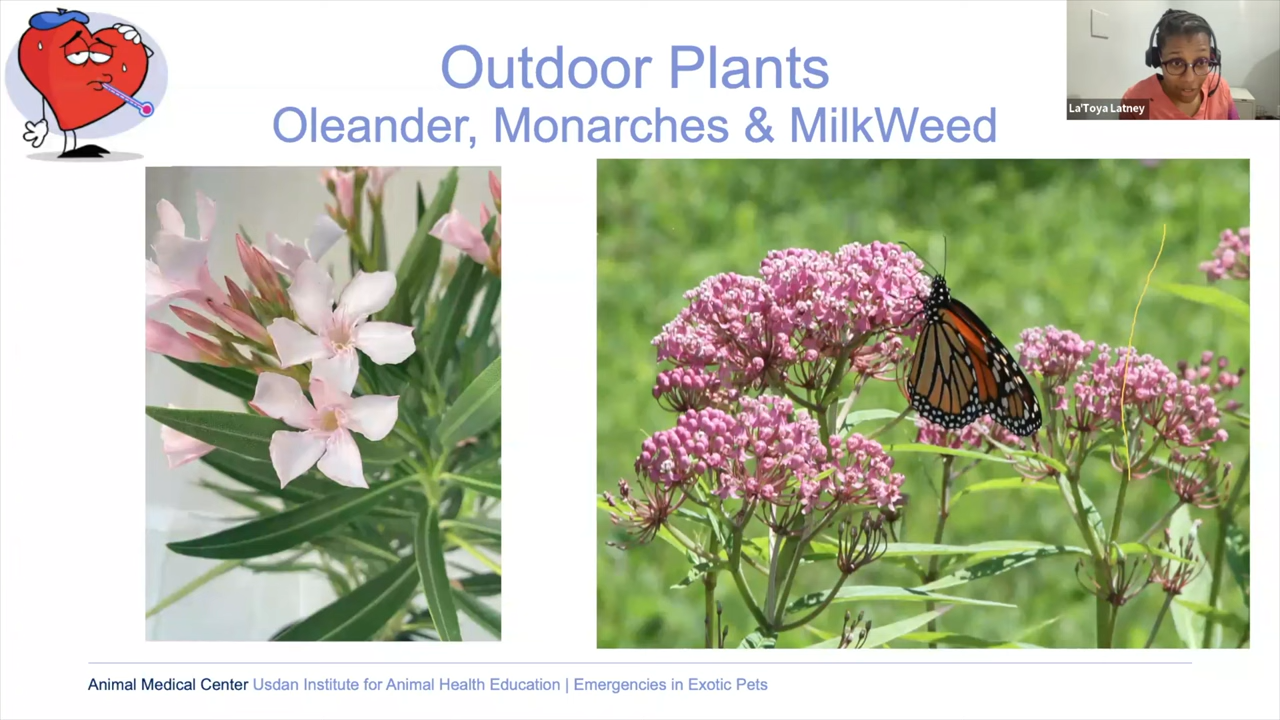 Outdoor Plants
Oleander, Monarches & MilkWeed
La'Toya Latney
Animal Medical Center Usdan Institute for Animal Health Education | Emergencies in Exotic Pets